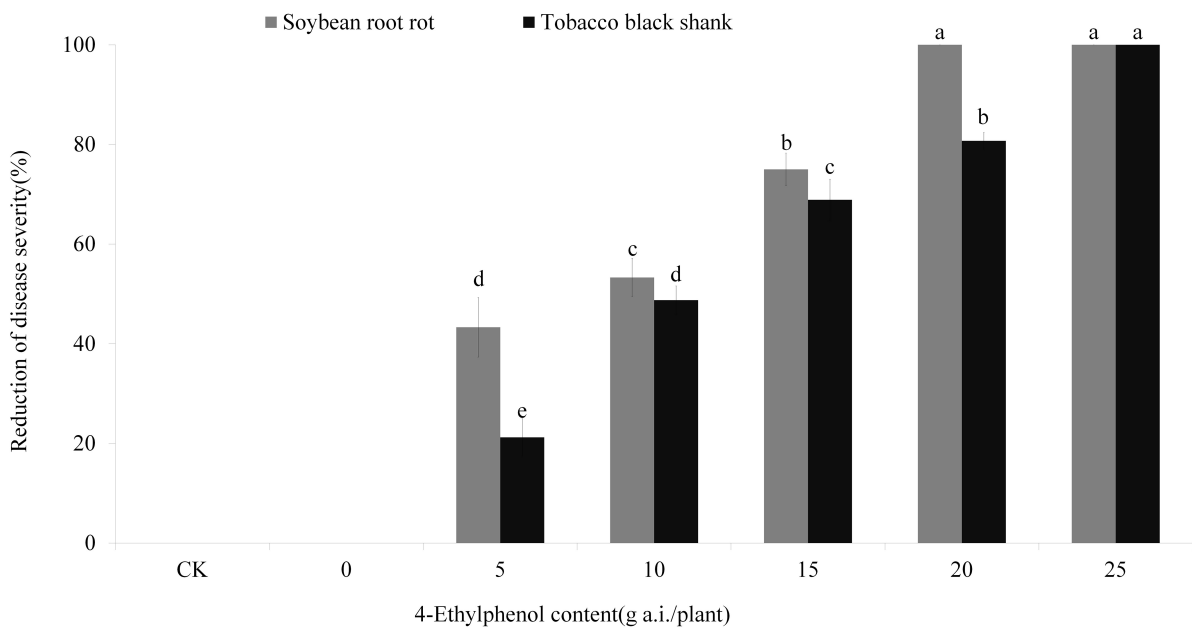 Soybean root rot Tobacco black shank
100
80
60
40
20
0
Reduction of disease severity(%)
d
e
c
d
b
c
a
b
a
a
CK 0 5 10 15 20 25
4-Ethylphenol content(g a.i./plant)